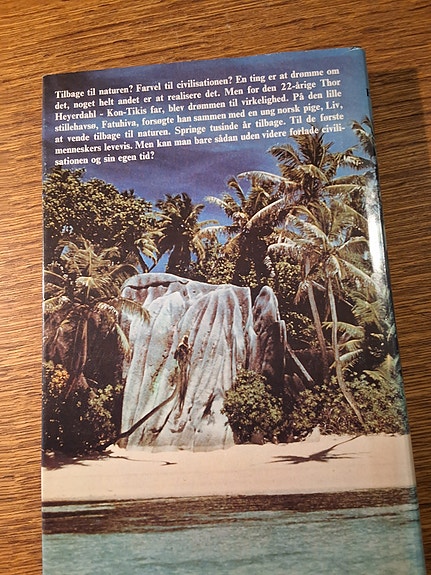 Tilbage til naturen? Farvel til civilisationen? En ting er at drømme om
det, noget helt andet er at realisere det. Men for den 22-årige Thor
Heyerdahl - Kon-Tikis far, blev drømmen til virkelighed. På den lille
stillehavsø, Fatuhiva, forsøgte han sammen med en ung norsk pige, Liv,
at vende tilbage til naturen. Springe tusinde år tilbage. Til de første
menneskers levevis. Men kan man bare sådan uden videre forlade civili-
sationen og sin egen tid?